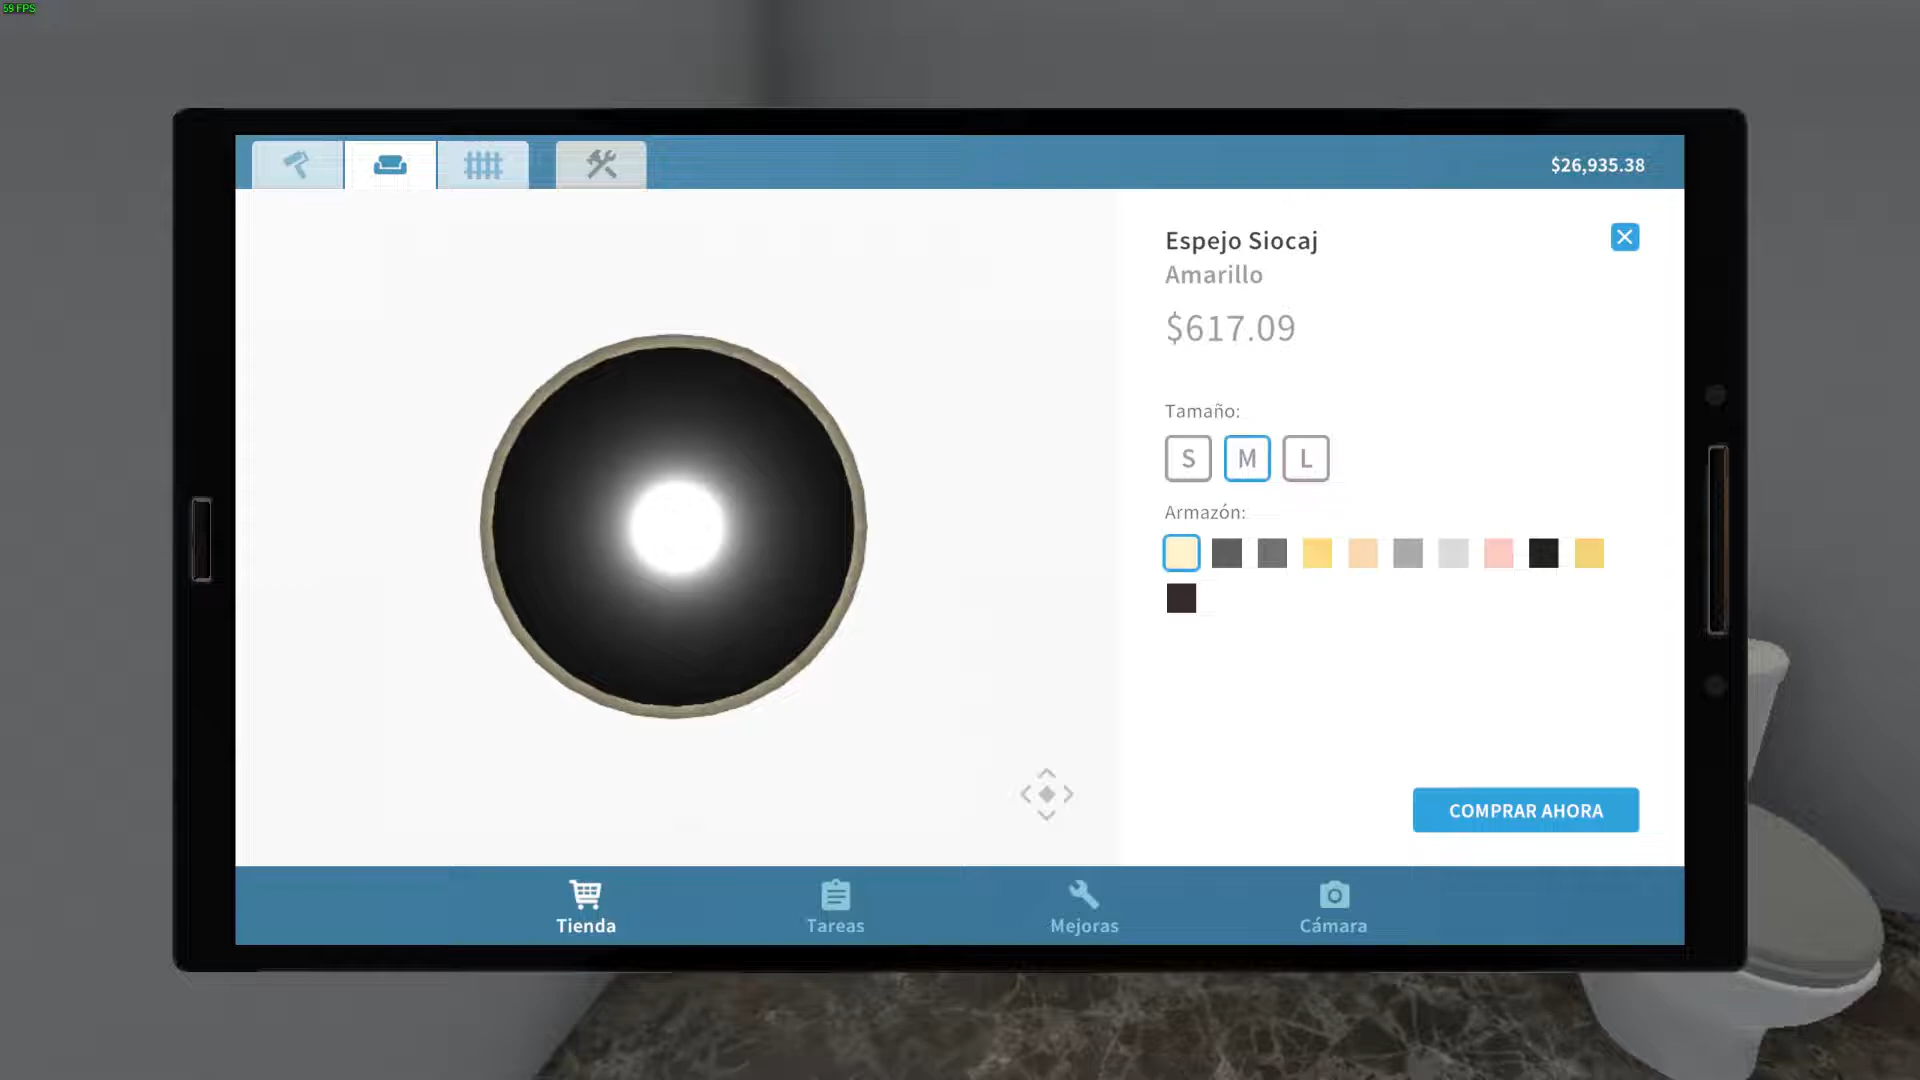 59 FPS
$26,935.38
Espejo Siocaj
Amarillo
$617.09
Tamaño:
S M L
Armazón:
COMPRAR AHORA
Tienda Tareas Mejoras Cámara